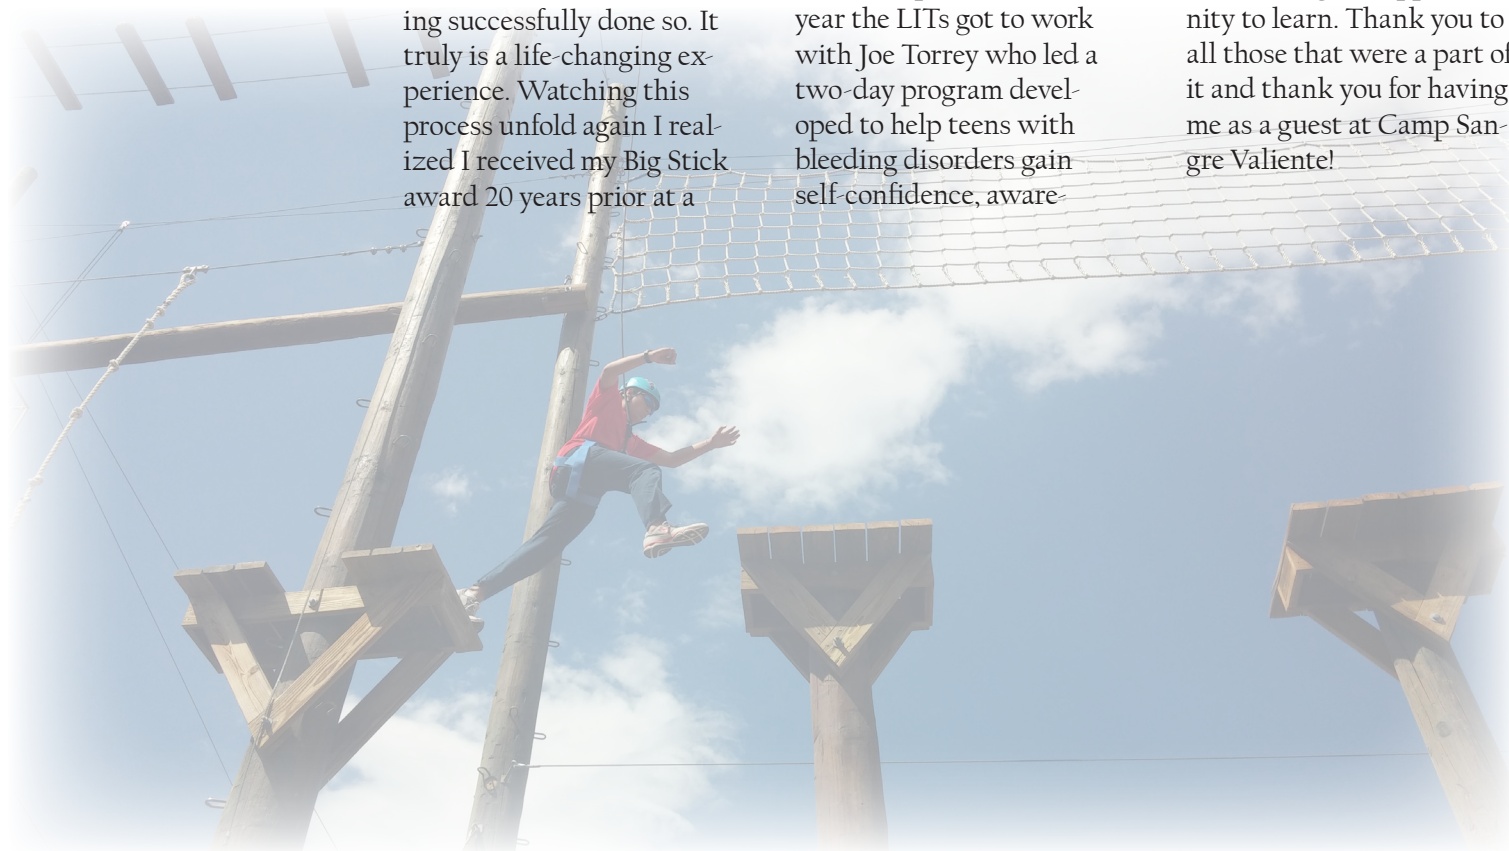 ing successfully done so. It
truly is a life-changing ex-
perience. Watching this
process unfold again I real-
ized I received my Big Stick
award 20 years prior at a
year the LITs got to work
with Joe Torrey who led a
two-day program devel-
oped to help teens with
bleeding disorders gain
self-confidence, aware-
nity to learn. Thank you to
all those that were a part of
it and thank you for having
me as a guest at Camp San-
gre Valiente!